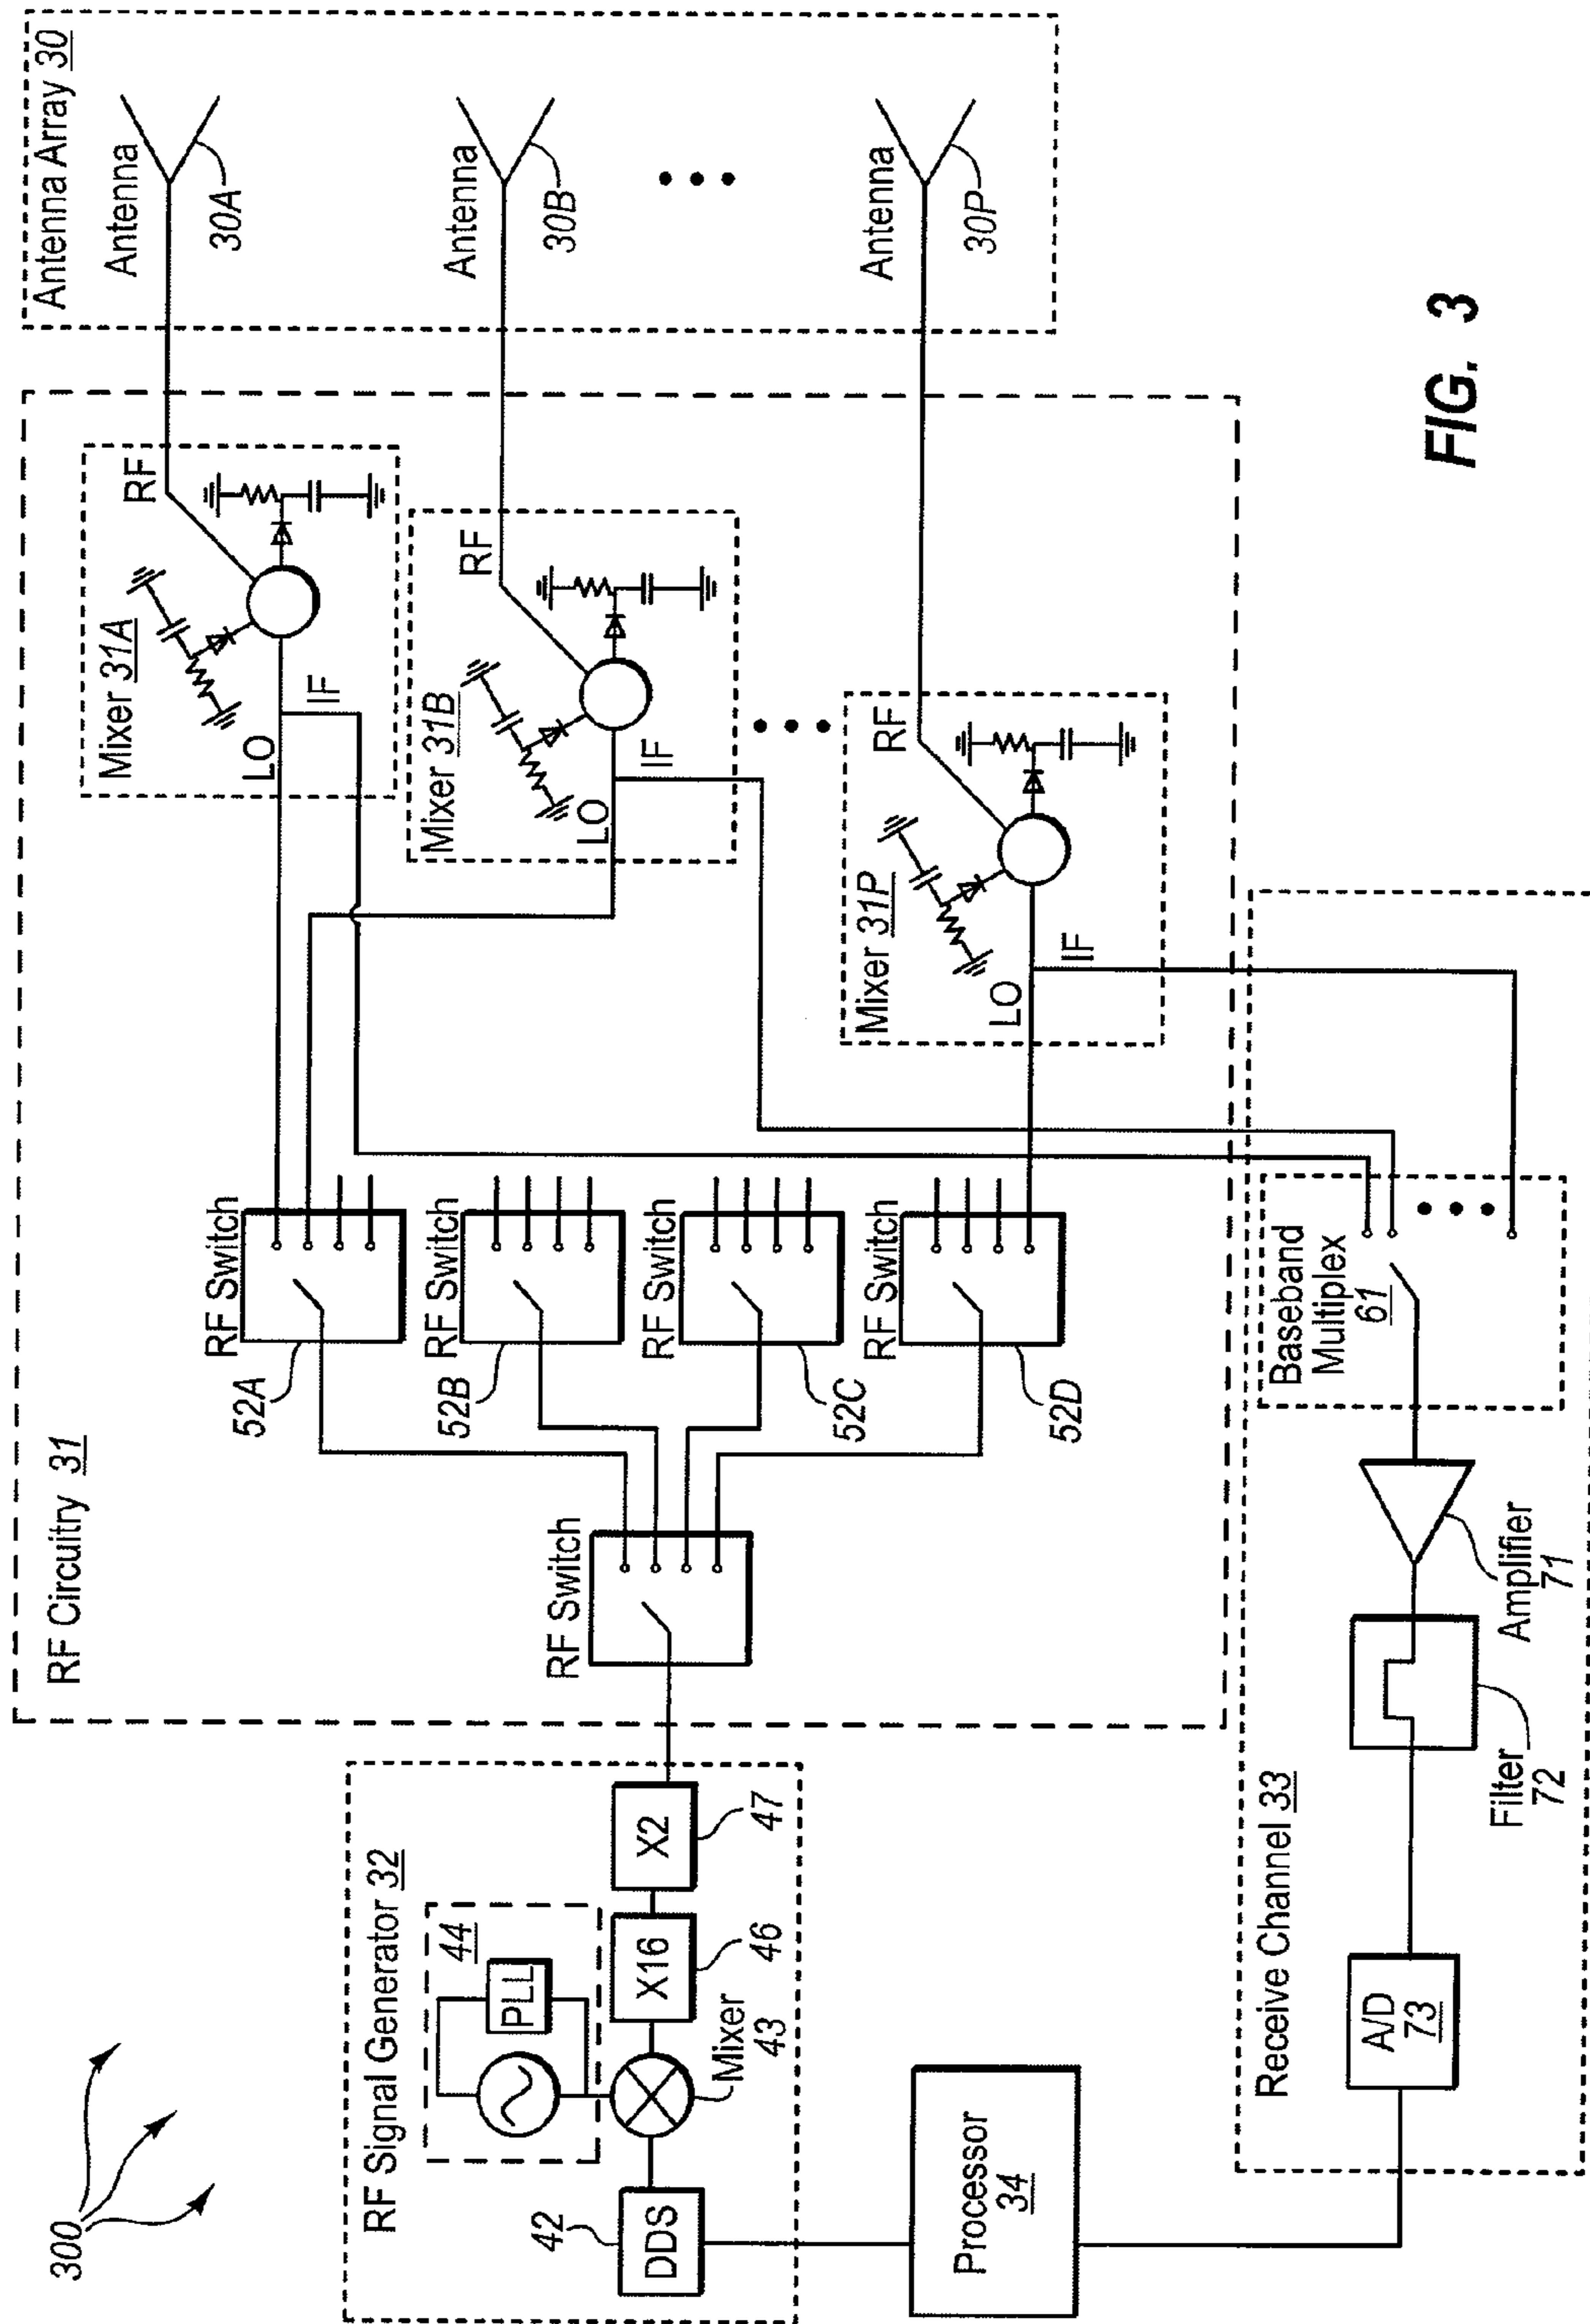 300
RF Signal Generator 32
44
PLL
42
DDS
Mixer
43
X16
46
X2
47
Processor
34
RF Circuitry 31
RF Switch
RF Switch
52A
RF Switch
52B
RF Switch
52C
RF Switch
52D
Mixer 31A
LO
IF
RF
Mixer 31B
LO
IF
RF
Mixer 31P
LO
IF
RF
Antenna Array 30
Antenna
30A
Antenna
30B
Antenna
30P
Receive Channel 33
A/D
73
Filter
72
Amplifier
71
Baseband
Multiplex
61
FIG. 3